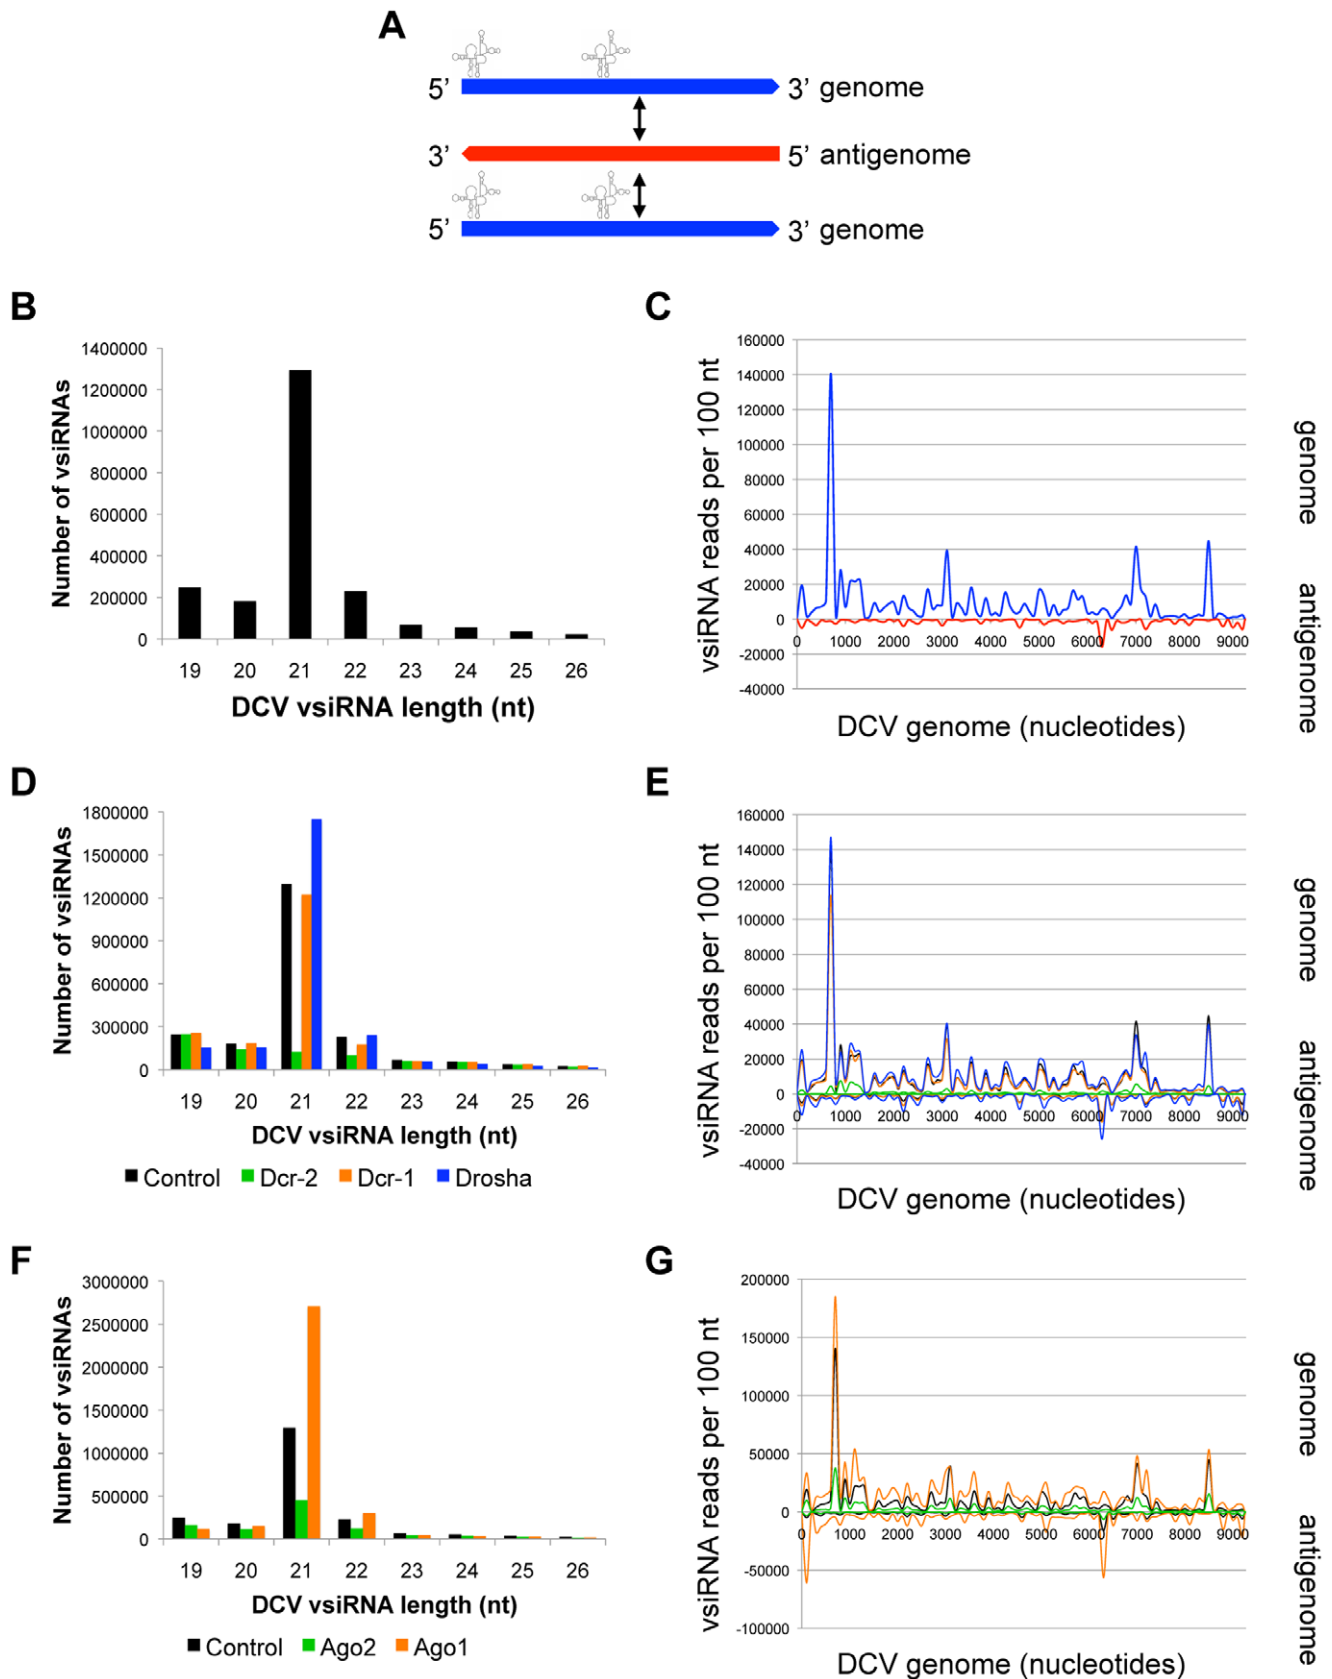 A
5’ 3’ genome
3’ 5’ antigenome
5’ 3’ genome
B
Number of vsiRNAs
1400000
1200000
1000000
800000
600000
400000
200000
0
19 20 21 22 23 24 25 26
DCV vsiRNA length (nt)
C
vsiRNA reads per 100 nt
160000
140000
120000
100000
80000
60000
40000
20000
0
-20000
-40000
0 1000 2000 3000 4000 5000 6000 7000 8000 9000
DCV genome (nucleotides)
genome
antigenome
D
Number of vsiRNAs
1800000
1500000
1200000
900000
600000
300000
0
19 20 21 22 23 24 25 26
DCV vsiRNA length (nt)
Control Dcr-2 Dcr-1 Drosha
E
vsiRNA reads per 100 nt
160000
140000
120000
100000
80000
60000
40000
20000
0
-20000
-40000
0 1000 2000 3000 4000 5000 6000 7000 8000 9000
DCV genome (nucleotides)
genome
antigenome
F
Number of vsiRNAs
3000000
2500000
2000000
1500000
1000000
500000
0
19 20 21 22 23 24 25 26
DCV vsiRNA length (nt)
Control Ago2 Ago1
G
vsiRNA reads per 100 nt
200000
150000
100000
50000
0
-50000
-100000
0 1000 2000 3000 4000 5000 6000 7000 8000 9000
DCV genome (nucleotides)
genome
antigenome